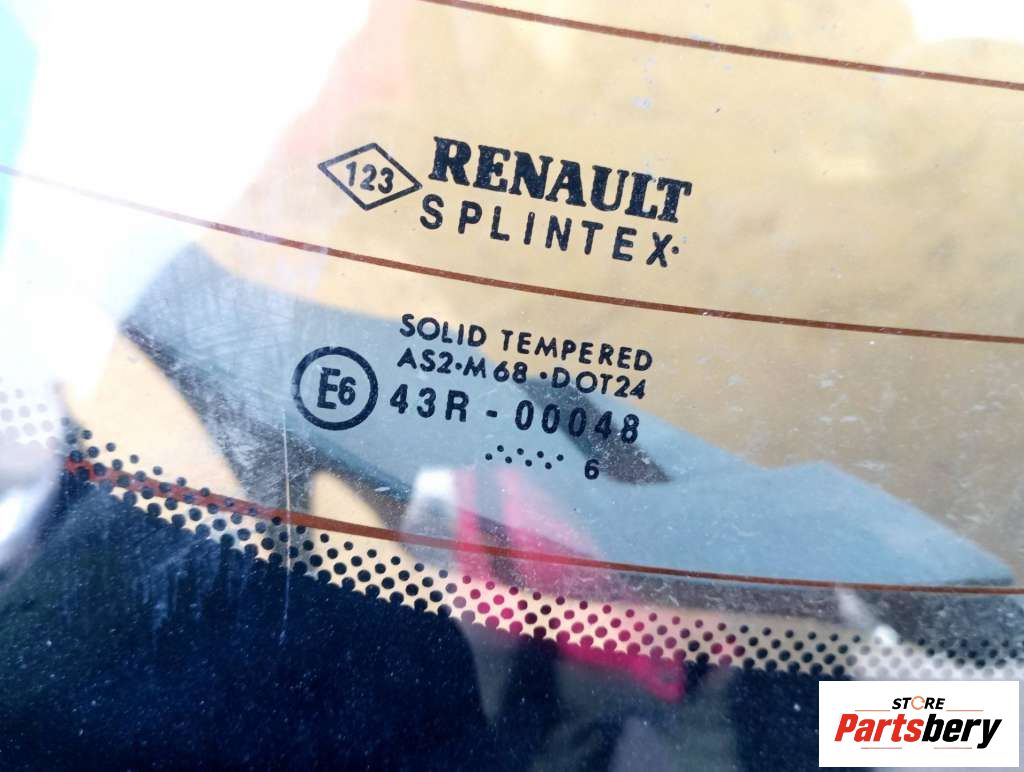 123
RENAULT
SPLINTEX
SOLID TEMPERED
AS2·M68·DOT24
E6
43R - 00048
6
STORE
Partsbery